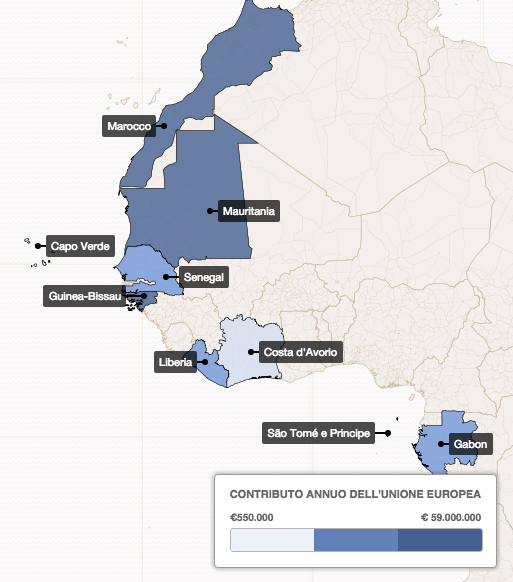 Marocco
Mauritania
Capo Verde
Senegal
Guinea-Bissau
Costa d'Avorio
Liberia
São Tomé e Principe
Gabon
CONTRIBUTO ANNUO DELL'UNIONE EUROPEA
€550.000 € 59.000.000